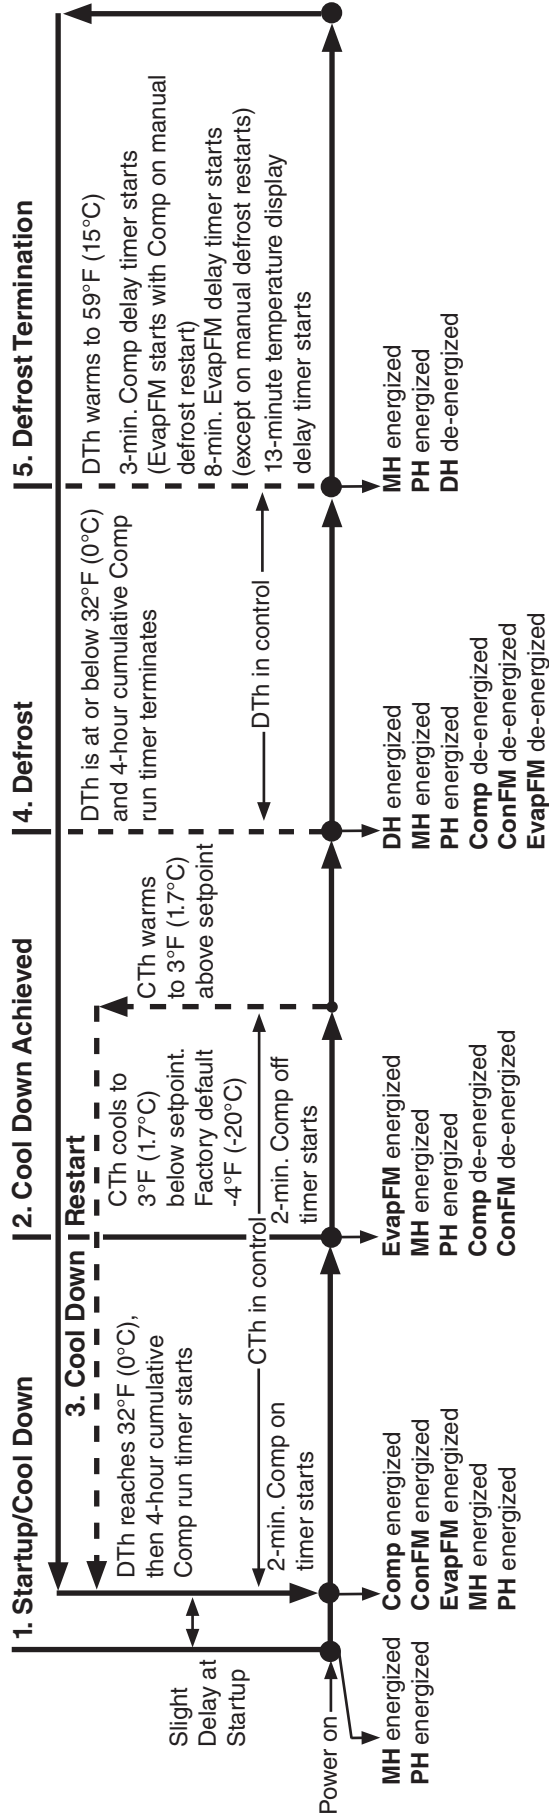 1. Startup/Cool Down
Slight
Delay at
Startup
Power on
MH energized
PH energized
DTh reaches 32°F (0°C),
then 4-hour cumulative
Comp run timer starts
2-min. Comp on
timer starts
Comp energized
ConFM energized
EvapFM energized
MH energized
PH energized
CTh in control
3. Cool Down Restart
2. Cool Down Achieved
CTh cools to
3°F (1.7°C)
below setpoint.
Factory default
-4°F (-20°C)
2-min. Comp off
timer starts
EvapFM energized
MH energized
PH energized
Comp de-energized
ConFM de-energized
CTh warms
to 3°F (1.7°C)
above setpoint
4. Defrost
DTh is at or below 32°F (0°C)
and 4-hour cumulative Comp
run timer terminates
DTh in control
DH energized
MH energized
PH energized
Comp de-energized
ConFM de-energized
EvapFM de-energized
5. Defrost Termination
DTh warms to 59°F (15°C)
3-min. Comp delay timer starts
(EvapFM starts with Comp on manual
defrost restart)
8-min. EvapFM delay timer starts
(except on manual defrost restarts)
13-minute temperature display
delay timer starts
MH energized
PH energized
DH de-energized